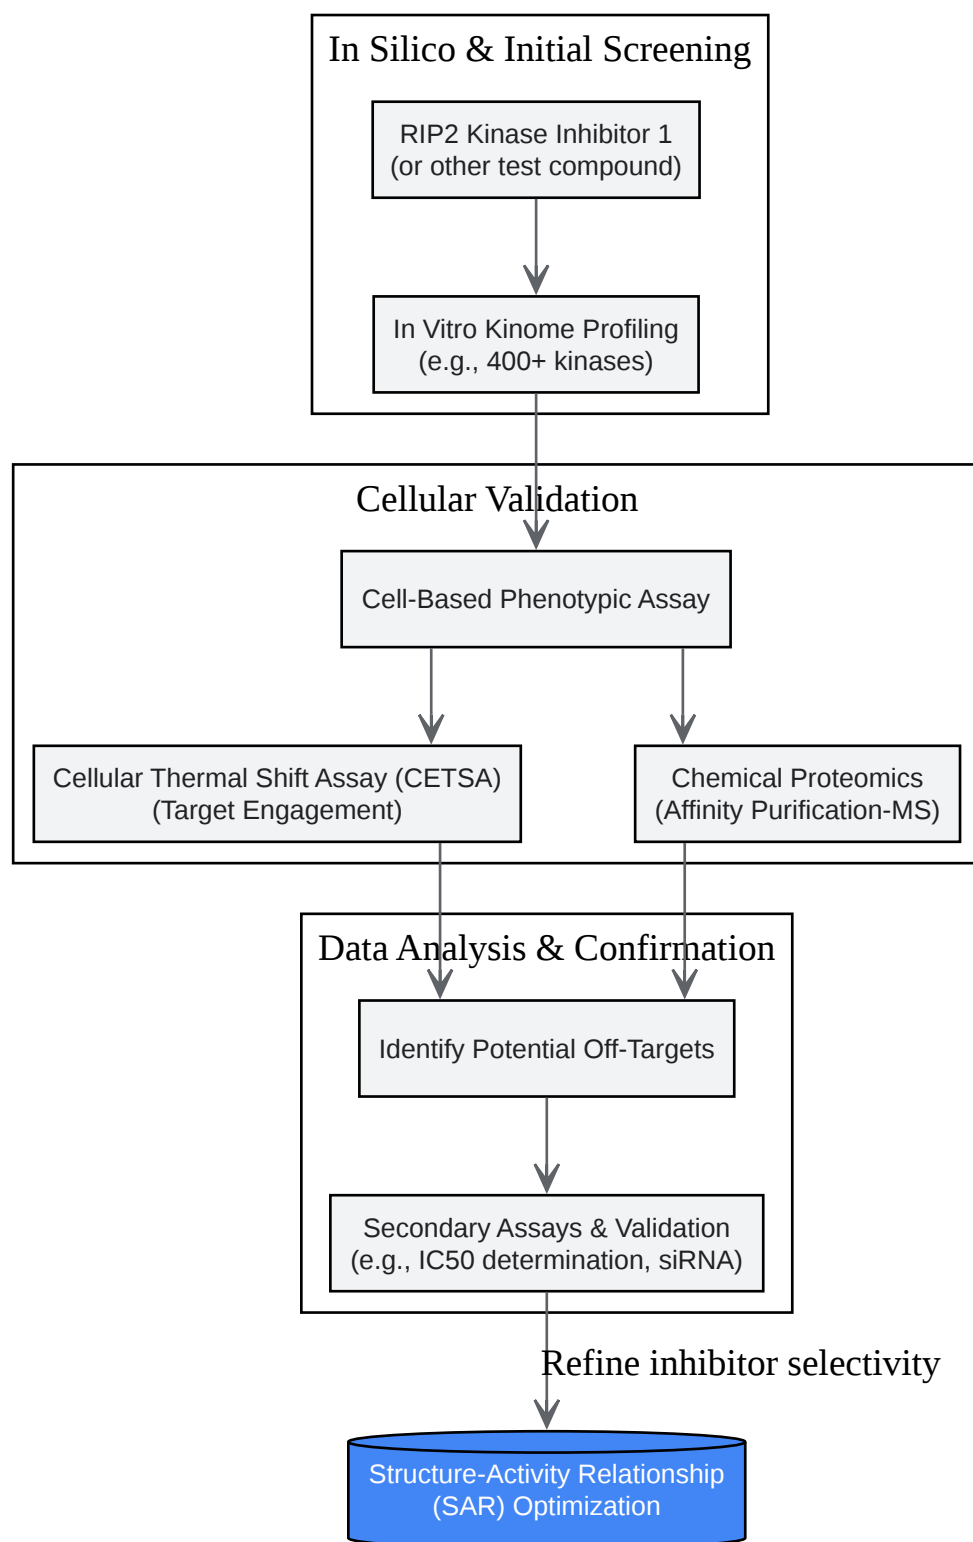 In Silico & Initial Screening
RIP2 Kinase Inhibitor 1
(or other test compound)
In Vitro Kinome Profiling
(e.g., 400+ kinases)
Cellular Validation
Cell-Based Phenotypic Assay
Cellular Thermal Shift Assay (CETSA)
(Target Engagement)
Chemical Proteomics
(Affinity Purification-MS)
Data Analysis & Confirmation
Identify Potential Off-Targets
Secondary Assays & Validation
(e.g., IC50 determination, siRNA)
Refine inhibitor selectivity
Structure-Activity Relationship
(SAR) Optimization